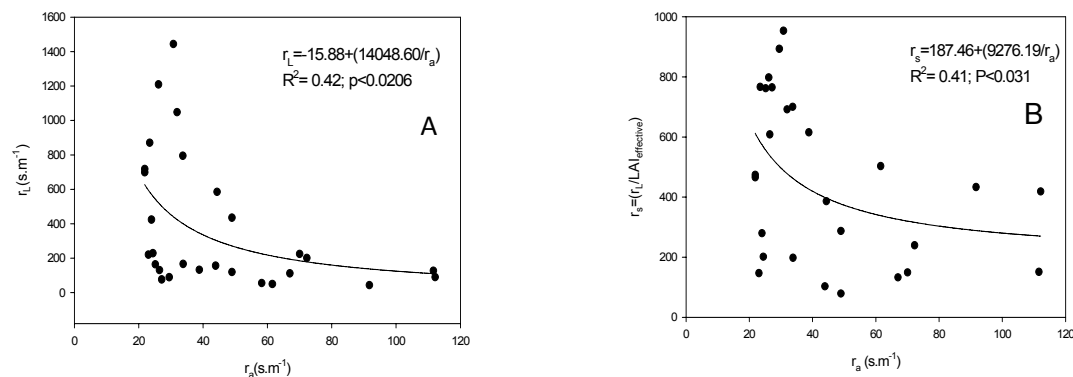 1600
1400
1200
1000
800
600
400
200
0
0 20 40 60 80 100 120
r_L(s.m⁻¹)
r_a(s.m⁻¹)
r_L=-15.88+(14048.60/r_a)
R²= 0.42; p<0.0206
A
1000
800
600
400
200
0
0 20 40 60 80 100 120
r_s=(r_L/LAI_effective)
r_a (s.m⁻¹)
r_s=187.46+(9276.19/r_a)
R²= 0.41; P<0.031
B